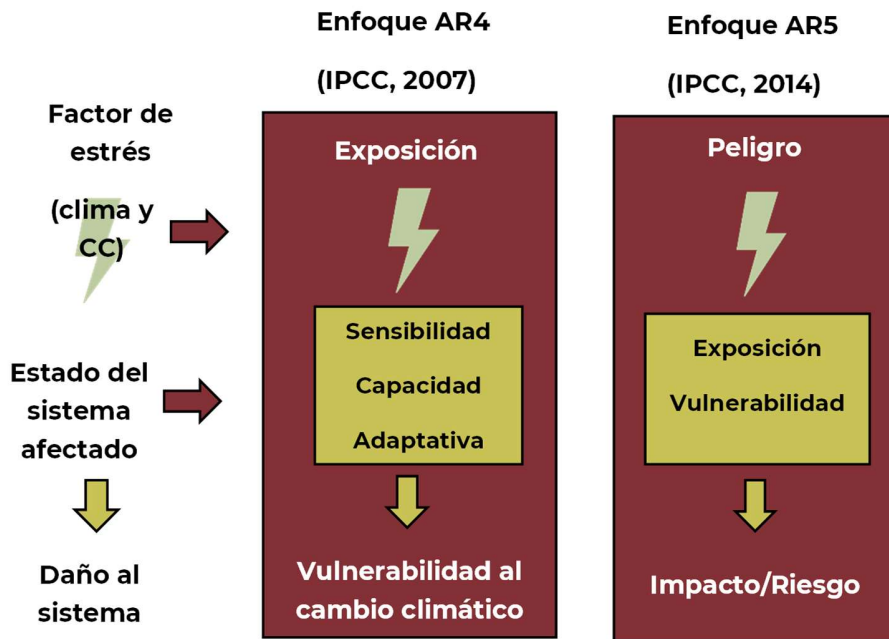 Enfoque AR4
(IPCC, 2007)
Enfoque AR5
(IPCC, 2014)
Factor de
estrés
(clima y
CC)
Estado del
sistema
afectado
Daño al
sistema
Exposición
Sensibilidad
Capacidad
Adaptativa
Vulnerabilidad al
cambio climático
Peligro
Exposición
Vulnerabilidad
Impacto/Riesgo